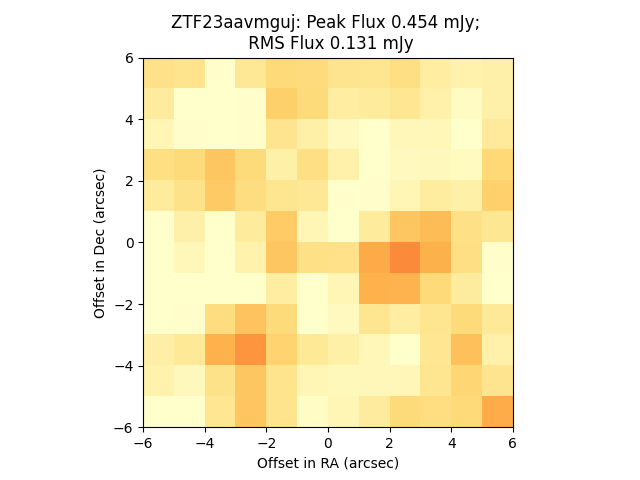 ZTF23aavmguj: Peak Flux 0.454 mJy;
RMS Flux 0.131 mJy
6
4
2
0
−2
−4
−6
Offset in Dec (arcsec)
−6 −4 −2 0 2 4 6
Offset in RA (arcsec)